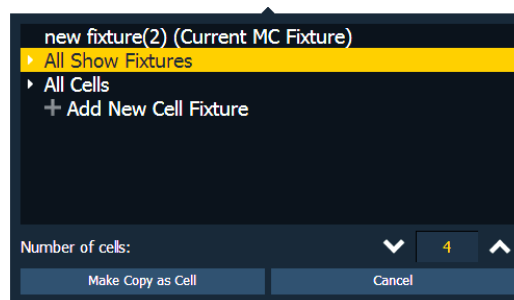 new fixture(2) (Current MC Fixture)
All Show Fixtures
All Cells
+ Add New Cell Fixture
Number of cells: 4
Make Copy as Cell Cancel